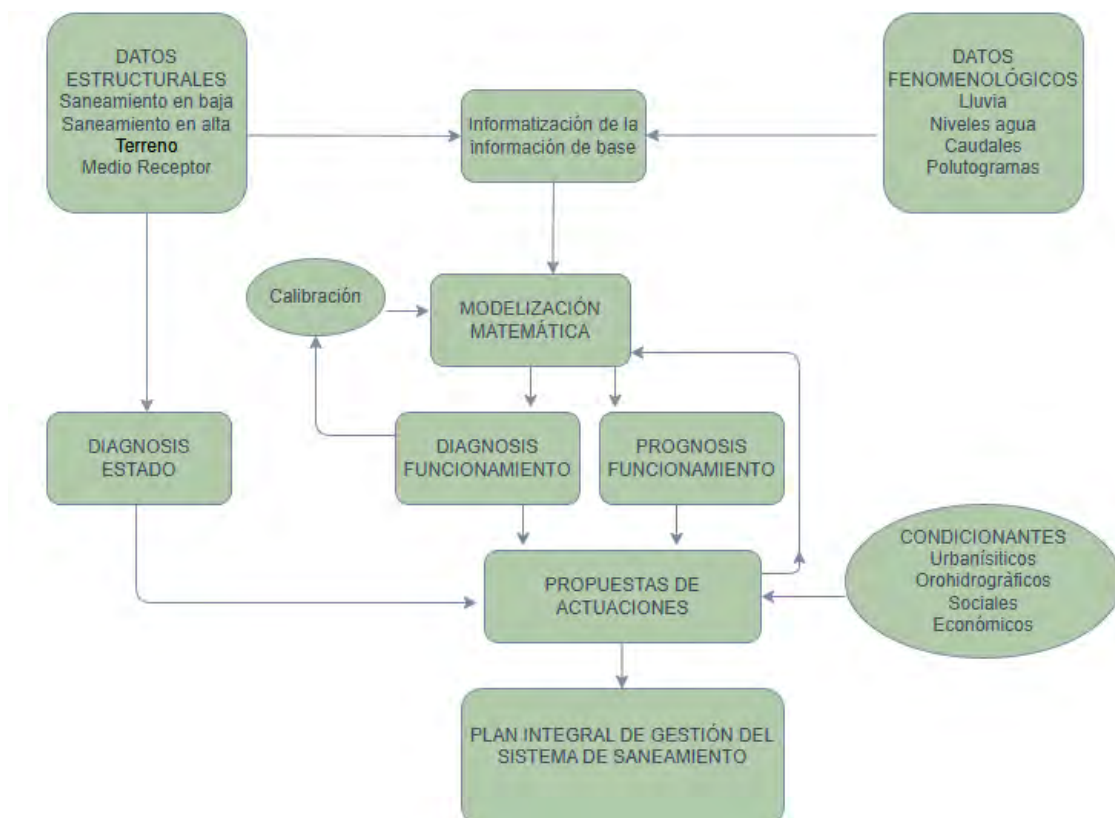 DATOS
ESTRUCTURALES
Saneamiento en baja
Saneamiento en alta
Terreno
Medio Receptor
Informatización de la
información de base
DATOS
FENOMENOLÓGICOS
Lluvia
Niveles agua
Caudales
Polutogramas
Calibración
MODELIZACIÓN
MATEMÁTICA
DIAGNOSIS
ESTADO
DIAGNOSIS
FUNCIONAMIENTO
PROGNOSIS
FUNCIONAMIENTO
CONDICIONANTES
Urbanísiticos
Orohidrográficos
Sociales
Económicos
PROPUESTAS DE
ACTUACIONES
PLAN INTEGRAL DE GESTIÓN DEL
SISTEMA DE SANEAMIENTO